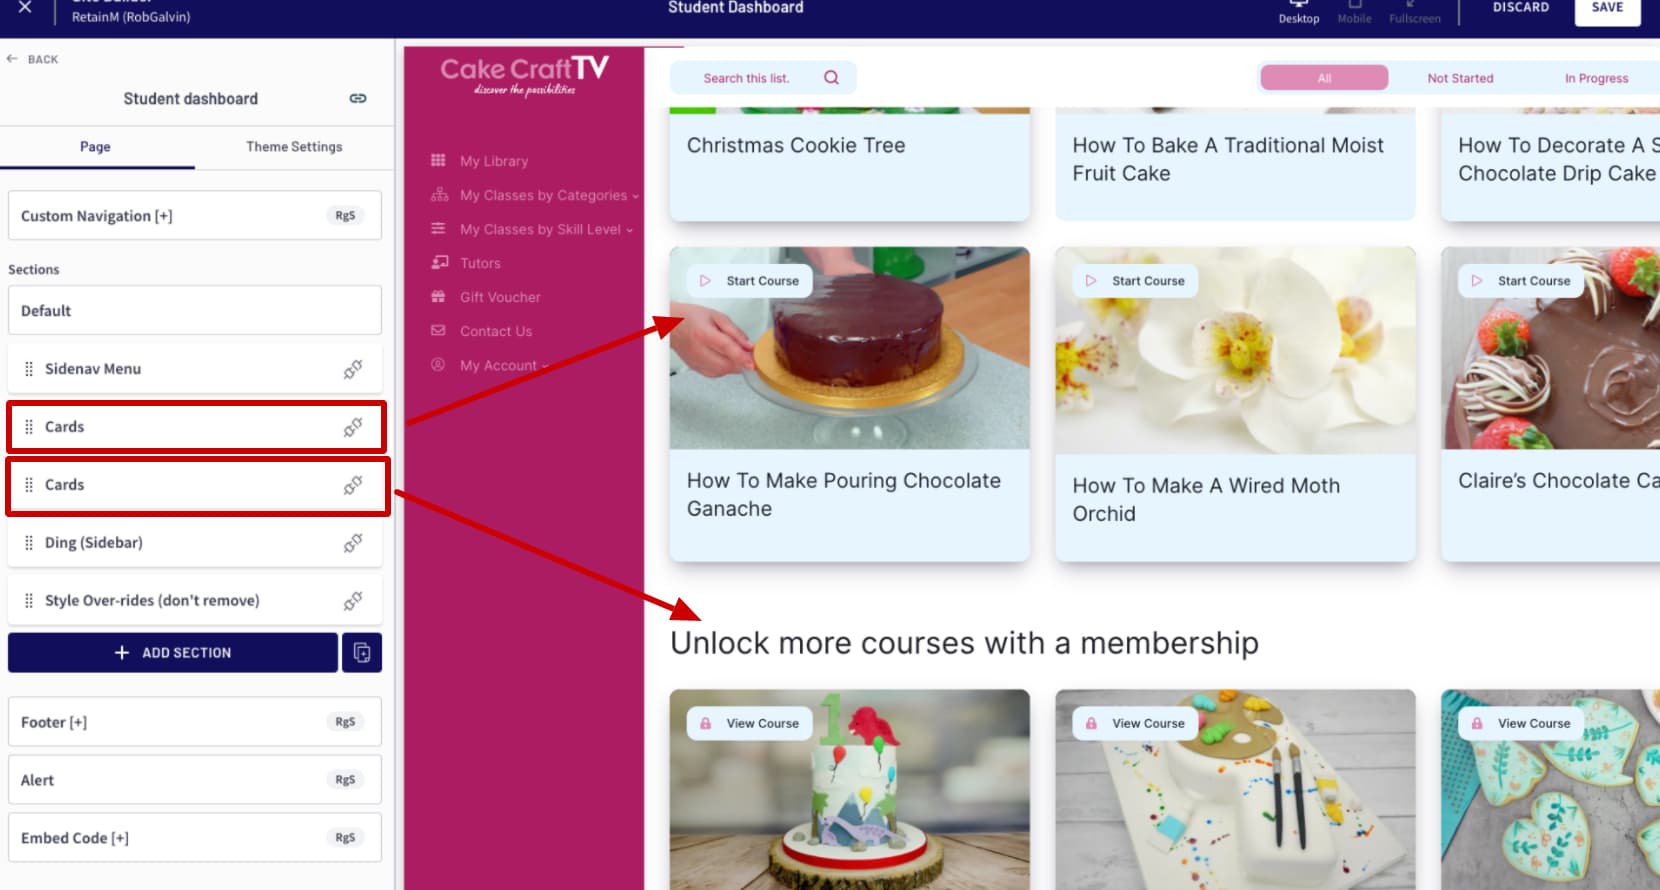 RetainM (RobGalvin)
Student Dashboard
Desktop
Mobile
Fullscreen
DISCARD
SAVE
BACK
Student dashboard
Page
Theme Settings
Custom Navigation [+]
RgS
Sections
Default
Sidenav Menu
Cards
Cards
Ding (Sidebar)
Style Over-rides (don't remove)
ADD SECTION
Footer [+]
RgS
Alert
RgS
Embed Code [+]
RgS
Cake CraftTV
discover the possibilities
My Library
My Classes by Categories
My Classes by Skill Level
Tutors
Gift Voucher
Contact Us
My Account
Search this list.
All
Not Started
In Progress
Christmas Cookie Tree
How To Bake A Traditional Moist
Fruit Cake
How To Decorate A S
Chocolate Drip Cake
Start Course
Start Course
Start Course
How To Make Pouring Chocolate
Ganache
How To Make A Wired Moth
Orchid
Claire's Chocolate Ca
Unlock more courses with a membership
View Course
View Course
View Course
1